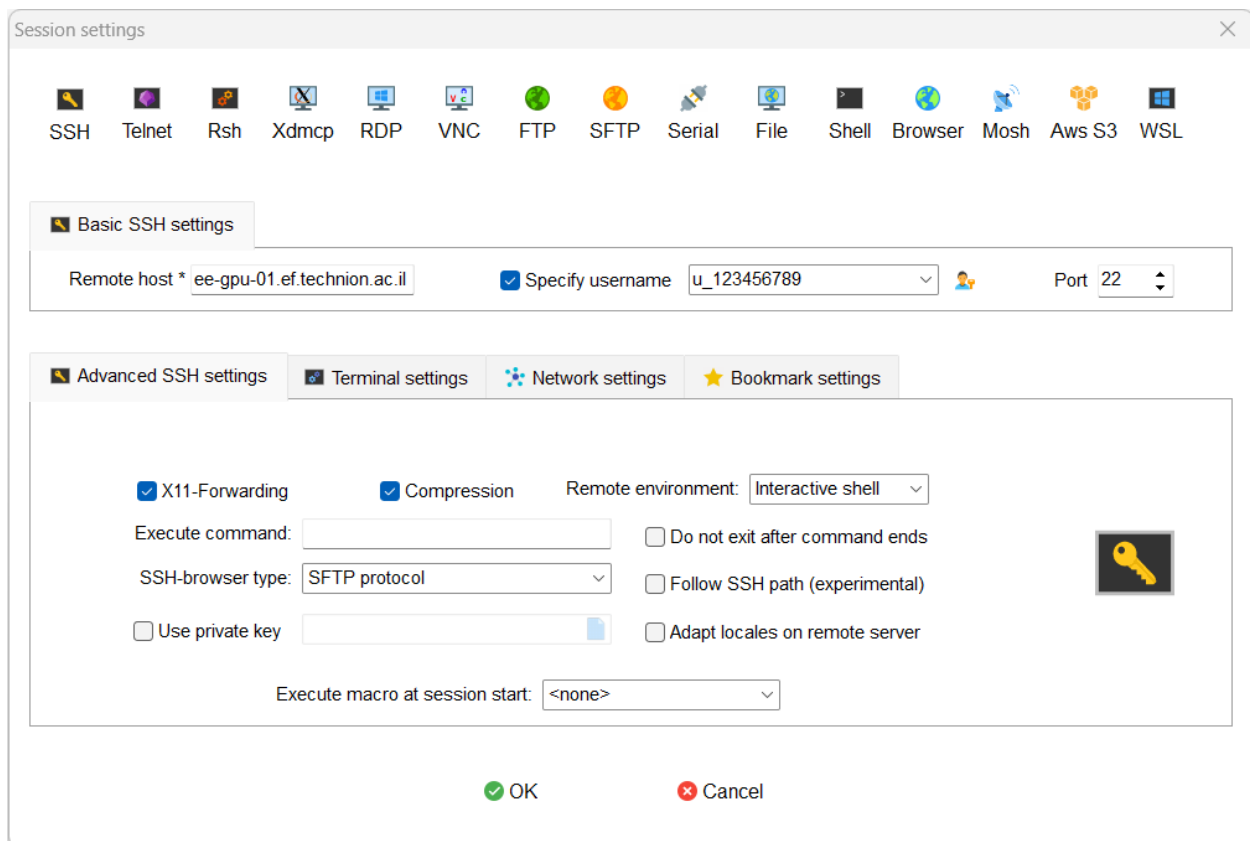 Session settings
SSH Telnet Rsh Xdmcp RDP VNC FTP SFTP Serial File Shell Browser Mosh Aws S3 WSL
Basic SSH settings
Remote host * ee-gpu-01.ef.technion.ac.il Specify username u_123456789 Port 22
Advanced SSH settings Terminal settings Network settings Bookmark settings
X11-Forwarding Compression Remote environment: Interactive shell
Execute command: Do not exit after command ends
SSH-browser type: SFTP protocol Follow SSH path (experimental)
Use private key Adapt locales on remote server
Execute macro at session start: <none>
OK Cancel